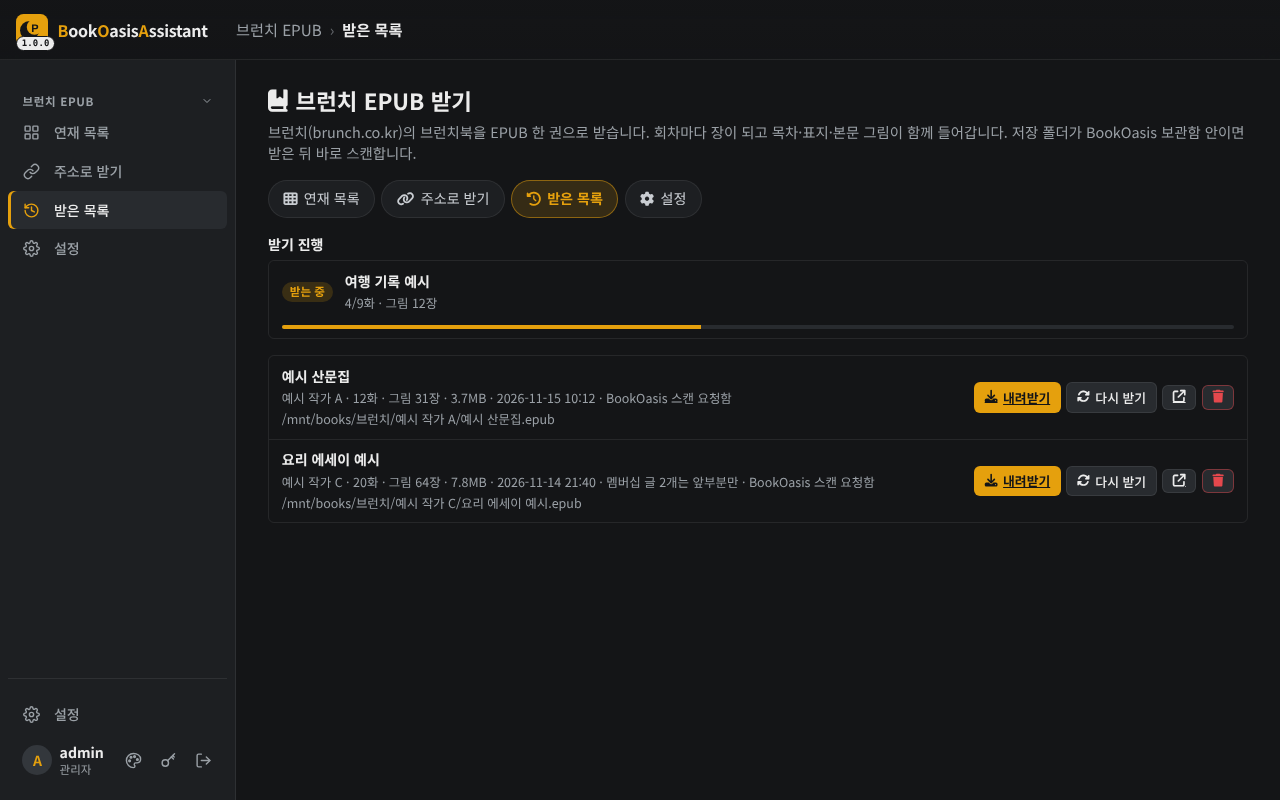 P
1.0.0
BookOasisAssistant
브런치 EPUB › 받은 목록
브런치 EPUB
연재 목록
주소로 받기
받은 목록
설정
브런치 EPUB 받기
브런치(brunch.co.kr)의 브런치북을 EPUB 한 권으로 받습니다. 회차마다 장이 되고 목차·표지·본문 그림이 함께 들어갑니다. 저장 폴더가 BookOasis 보관함 안이면
받은 뒤 바로 스캔합니다.
연재 목록 주소로 받기 받은 목록 설정
받기 진행
받는 중
여행 기록 예시
4/9화 · 그림 12장
예시 산문집
예시 작가 A · 12화 · 그림 31장 · 3.7MB · 2026-11-15 10:12 · BookOasis 스캔 요청함
/mnt/books/브런치/예시 작가 A/예시 산문집.epub
내려받기 다시 받기
요리 에세이 예시
예시 작가 C · 20화 · 그림 64장 · 7.8MB · 2026-11-14 21:40 · 멤버십 글 2개는 앞부분만 · BookOasis 스캔 요청함
/mnt/books/브런치/예시 작가 C/요리 에세이 예시.epub
내려받기 다시 받기
설정
A
admin
관리자